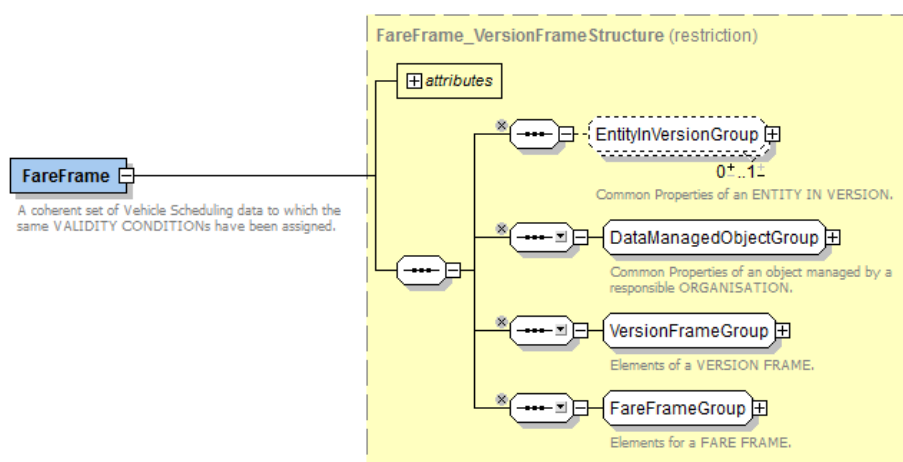 FareFrame_VersionFrameStructure (restriction)
attributes
EntityInVersionGroup
0..1
Common Properties of an ENTITY IN VERSION.
FareFrame
A coherent set of Vehicle Scheduling data to which the
same VALIDITY CONDITIONs have been assigned.
DataManagedObjectGroup
Common Properties of an object managed by a
responsible ORGANISATION.
VersionFrameGroup
Elements of a VERSION FRAME.
FareFrameGroup
Elements for a FARE FRAME.